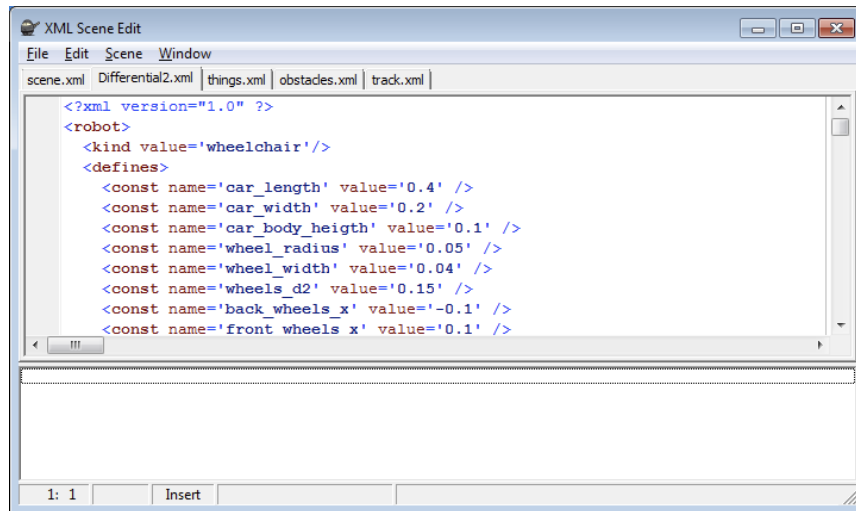 XML Scene Edit
File Edit Scene Window
scene.xml Differential2.xml things.xml obstacles.xml track.xml
<?xml version="1.0" ?>
<robot>
<kind value='wheelchair'/>
<defines>
<const name='car_length' value='0.4' />
<const name='car_width' value='0.2' />
<const name='car_body_heigth' value='0.1' />
<const name='wheel_radius' value='0.05' />
<const name='wheel_width' value='0.04' />
<const name='wheels_d2' value='0.15' />
<const name='back_wheels_x' value='-0.1' />
<const name='front_wheels_x' value='0.1' />
1: 1 Insert